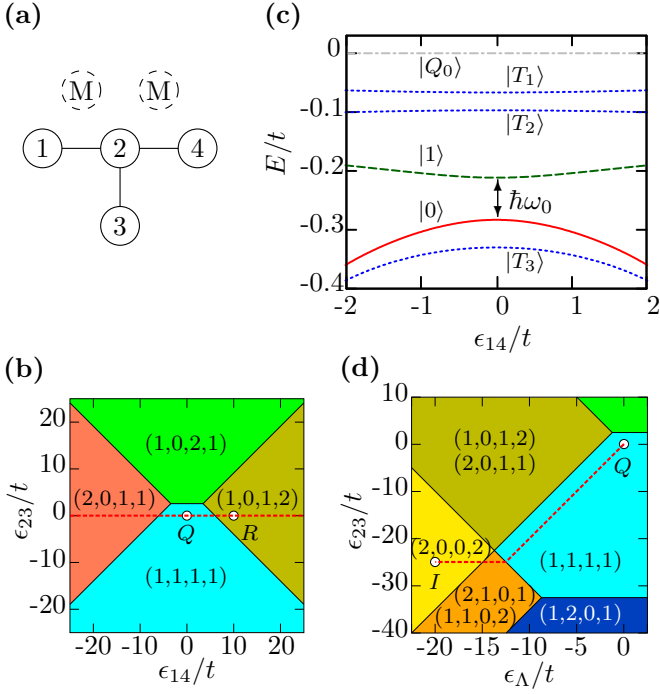 (a)
M M
1 2 4
3
(c)
0
-0.1
-0.2
-0.3
-0.4
E/t
|Q₀⟩
|T₁⟩
|T₂⟩
|1⟩
ħω₀
|0⟩
|T₃⟩
-2 -1 0 1 2
ϵ₁₄/t
(b)
20
10
0
-10
-20
ϵ₂₃/t
(1,0,2,1)
(2,0,1,1)
(1,0,1,2)
Q R
(1,1,1,1)
-20 -10 0 10 20
ϵ₁₄/t
(d)
10
0
-10
-20
-30
-40
ϵ₂₃/t
(1,0,1,2)
(2,0,1,1)
Q
(2,0,0,2)
I
(1,1,1,1)
(2,1,0,1)
(1,1,0,2)
(1,2,0,1)
-20 -15 -10 -5 0
ϵ_Λ/t